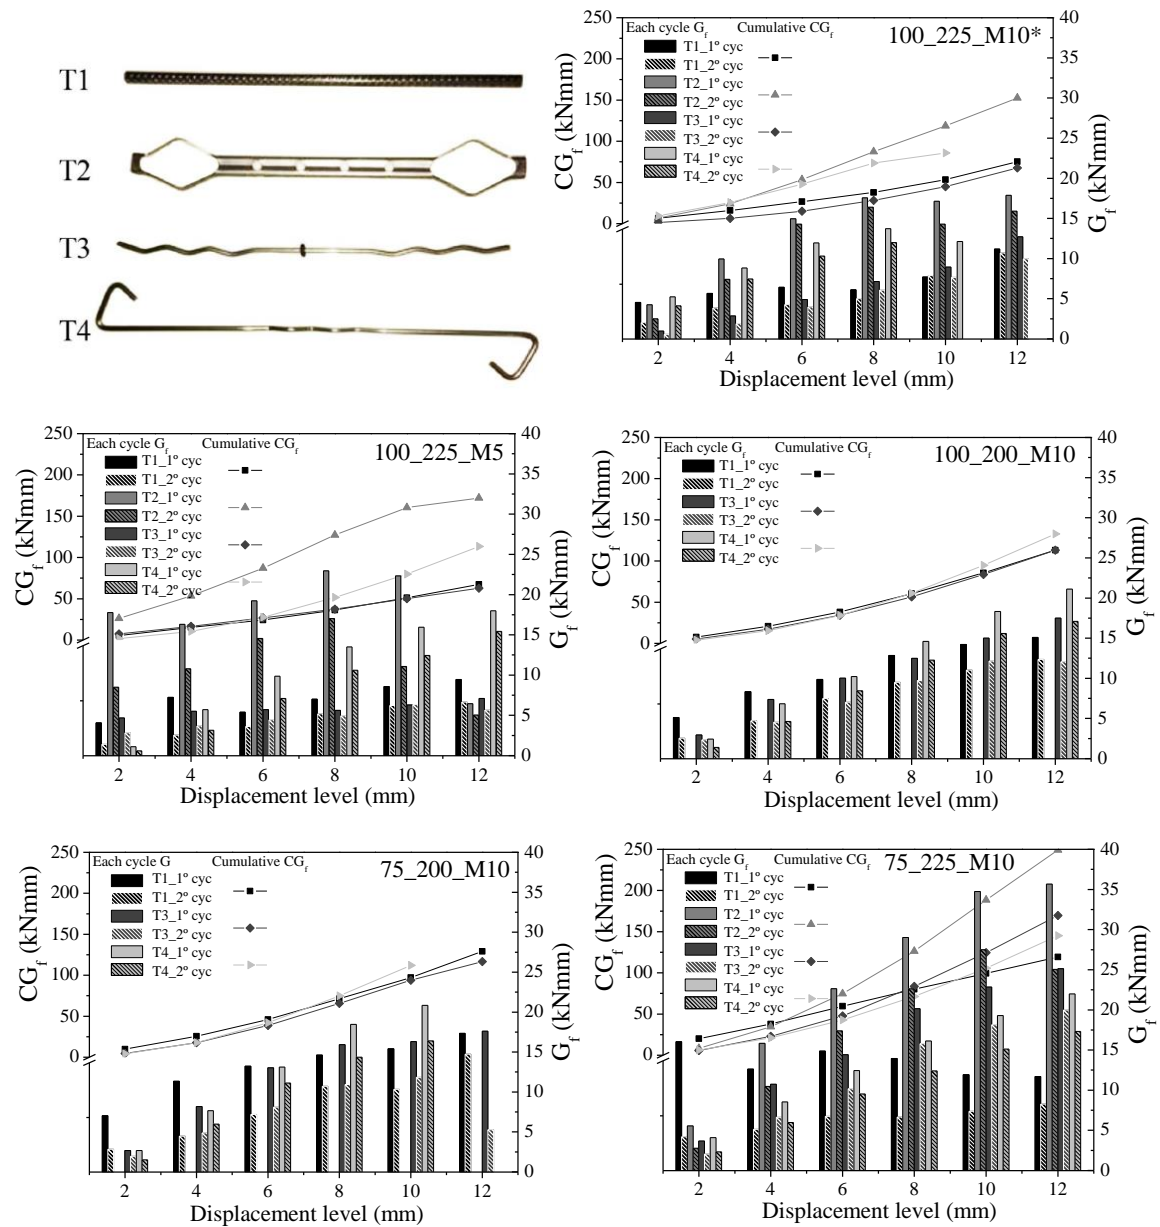 T1
T2
T3
T4
Each cycle Gf Cumulative CGf
100_225_M10*
T1_1º cyc
T1_2º cyc
T2_1º cyc
T2_2º cyc
T3_1º cyc
T3_2º cyc
T4_1º cyc
T4_2º cyc
250
200
150
100
75
50
0
40
35
30
25
20
15
10
5
0
CGf (kNmm)
Gf (kNmm)
2 4 6 8 10 12
Displacement level (mm)
Each cycle Gf Cumulative CGf
100_225_M5
T1_1º cyc
T1_2º cyc
T2_1º cyc
T2_2º cyc
T3_1º cyc
T3_2º cyc
T4_1º cyc
T4_2º cyc
250
200
150
100
50
0
40
35
30
25
20
15
10
5
0
CGf (kNmm)
Gf (kNmm)
2 4 6 8 10 12
Displacement level (mm)
Each cycle Gf Cumulative CGf
100_200_M10
T1_1º cyc
T1_2º cyc
T3_1º cyc
T3_2º cyc
T4_1º cyc
T4_2º cyc
250
200
150
100
50
0
40
35
30
25
20
15
10
5
0
CGf (kNmm)
Gf (kNmm)
2 4 6 8 10 12
Displacement level (mm)
Each cycle G Cumulative CGf
75_200_M10
T1_1º cyc
T1_2º cyc
T3_1º cyc
T3_2º cyc
T4_1º cyc
T4_2º cyc
250
200
150
100
50
0
40
35
30
25
20
15
10
5
0
CGf (kNmm)
Gf (kNmm)
2 4 6 8 10 12
Displacement level (mm)
Each cycle Gf Cumulative CGf
75_225_M10
T1_1º cyc
T1_2º cyc
T2_1º cyc
T2_2º cyc
T3_1º cyc
T3_2º cyc
T4_1º cyc
T4_2º cyc
250
200
150
100
50
0
40
35
30
25
20
15
10
5
0
CGf (kNmm)
Gf (kNmm)
2 4 6 8 10 12
Displacement level (mm)